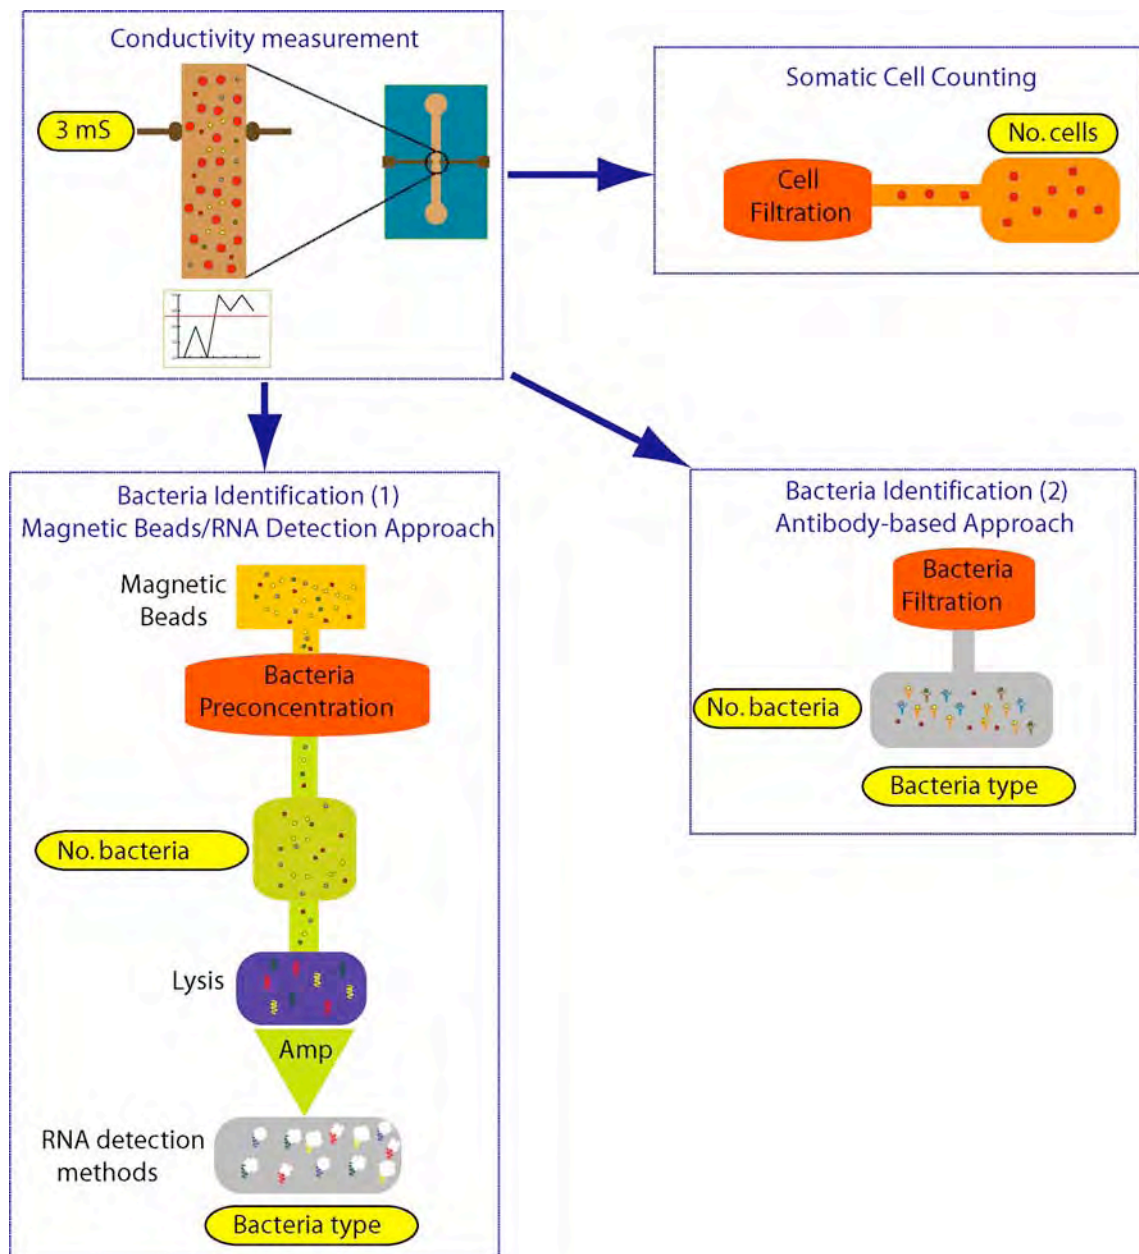 Conductivity measurement
3 mS
Somatic Cell Counting
No. cells
Cell
Filtration
Bacteria Identification (1)
Magnetic Beads/RNA Detection Approach
Magnetic
Beads
Bacteria
Preconcentration
No. bacteria
Lysis
Amp
RNA detection
methods
Bacteria type
Bacteria Identification (2)
Antibody-based Approach
Bacteria
Filtration
No. bacteria
Bacteria type